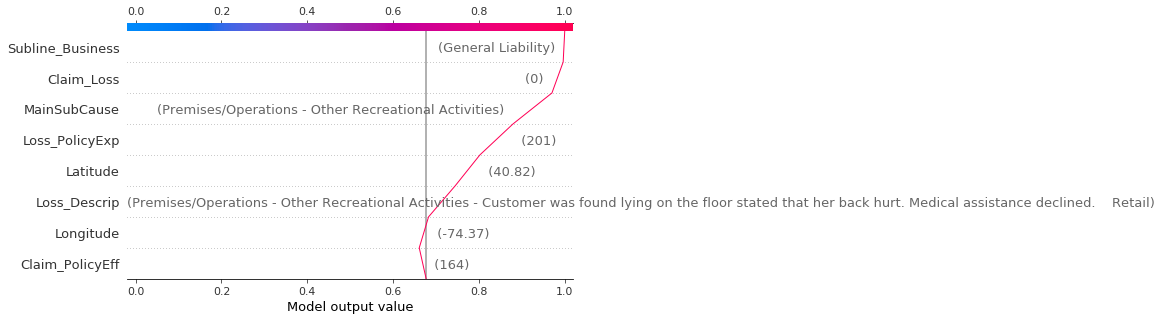 0.0 0.2 0.4 0.6 0.8 1.0
Subline_Business (General Liability)
Claim_Loss (0)
MainSubCause (Premises/Operations - Other Recreational Activities)
Loss_PolicyExp (201)
Latitude (40.82)
Loss_Descrip (Premises/Operations - Other Recreational Activities - Customer was found lying on the floor stated that her back hurt. Medical assistance declined.    Retail)
Longitude (-74.37)
Claim_PolicyEff (164)
0.0 0.2 0.4 0.6 0.8 1.0
Model output value